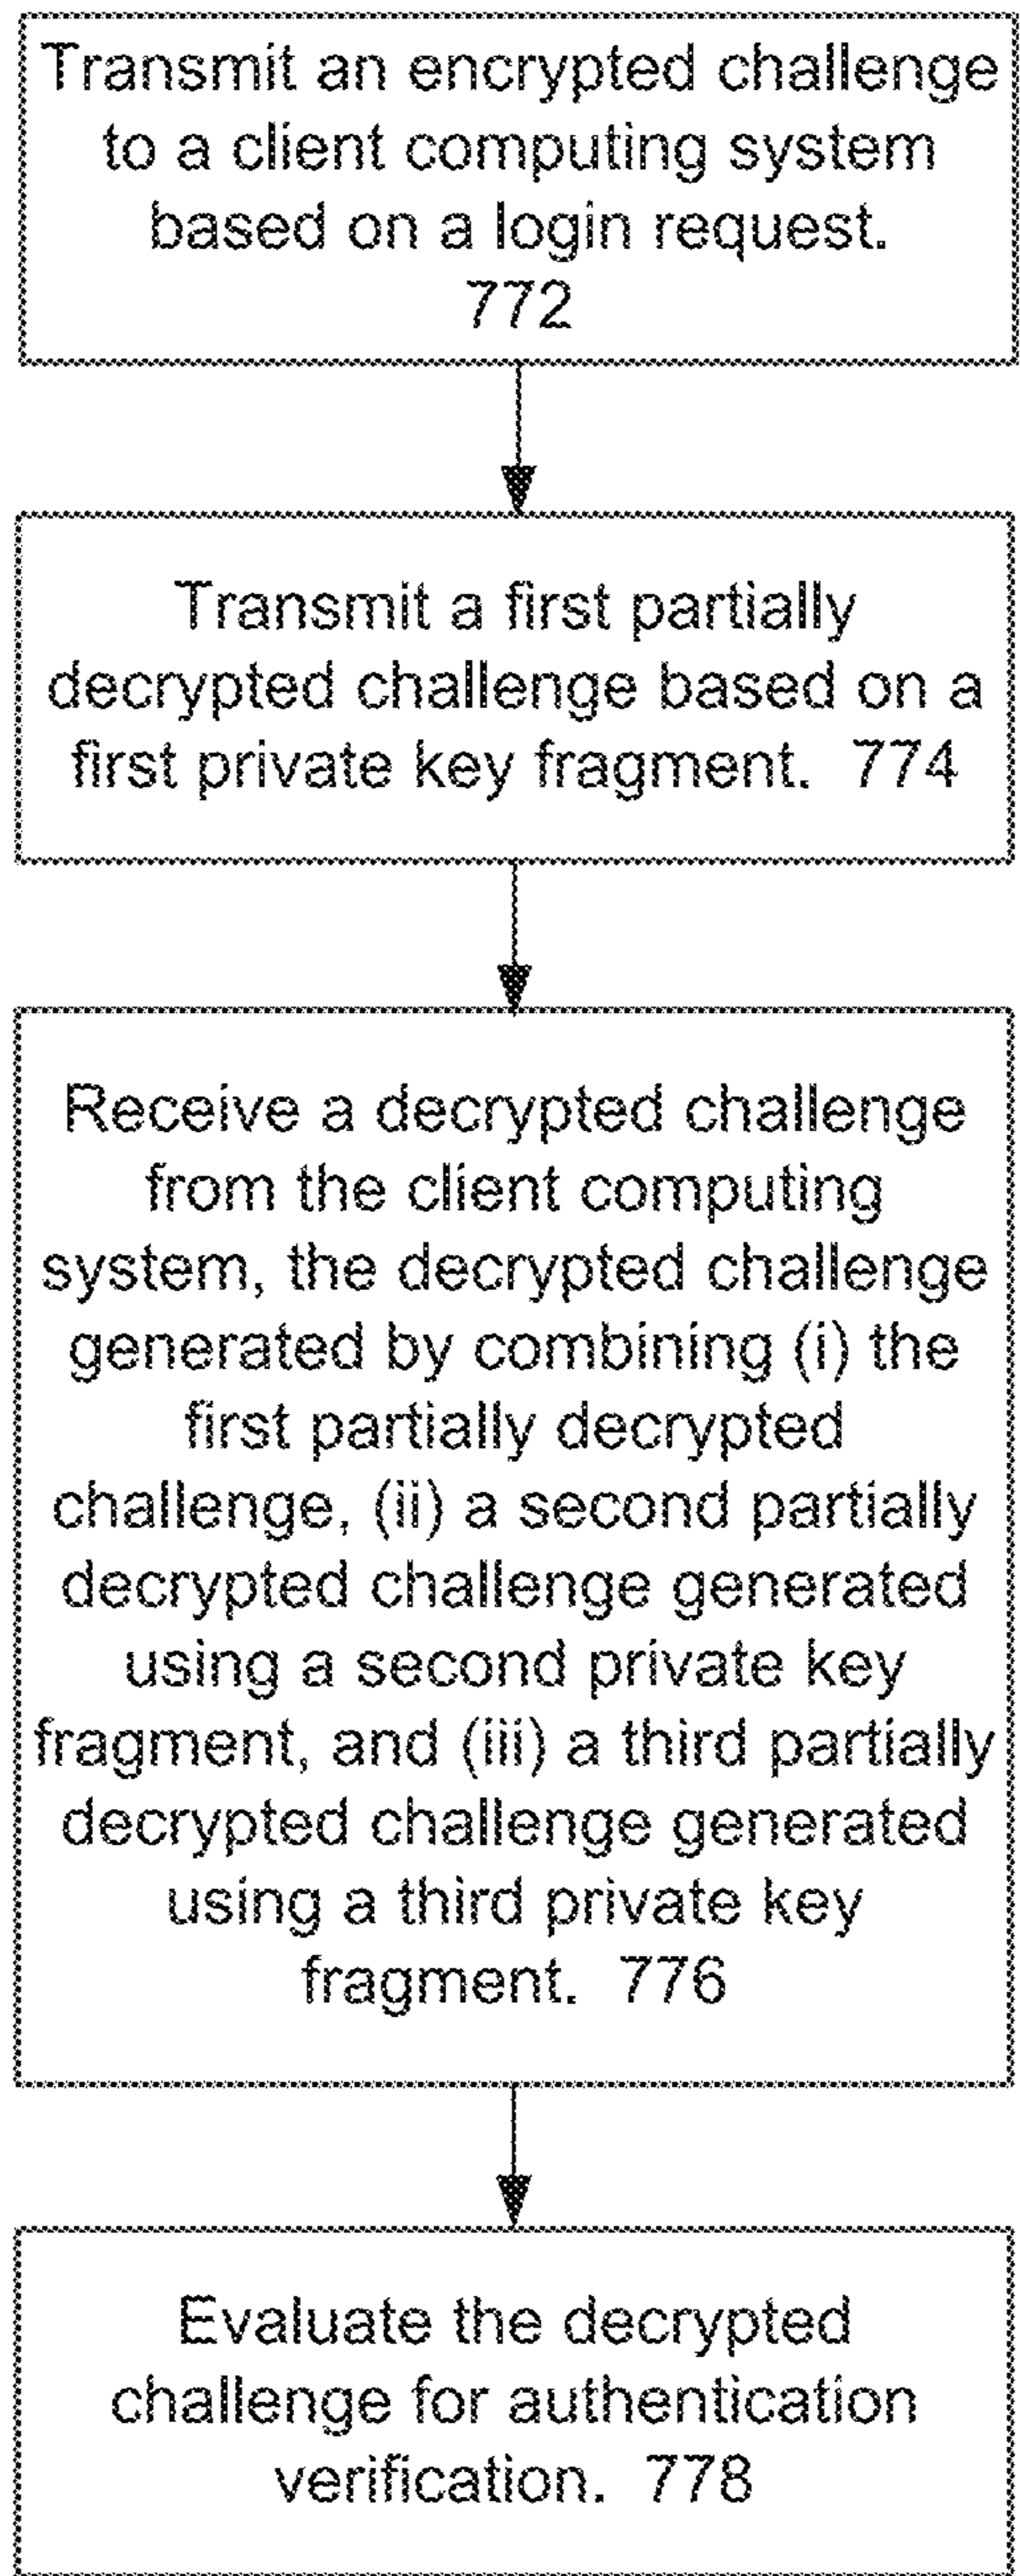 Transmit an encrypted challenge
to a client computing system
based on a login request.
772
Transmit a first partially
decrypted challenge based on a
first private key fragment. 774
Receive a decrypted challenge
from the client computing
system, the decrypted challenge
generated by combining (i) the
first partially decrypted
challenge, (ii) a second partially
decrypted challenge generated
using a second private key
fragment, and (iii) a third partially
decrypted challenge generated
using a third private key
fragment. 776
Evaluate the decrypted
challenge for authentication
verification. 778